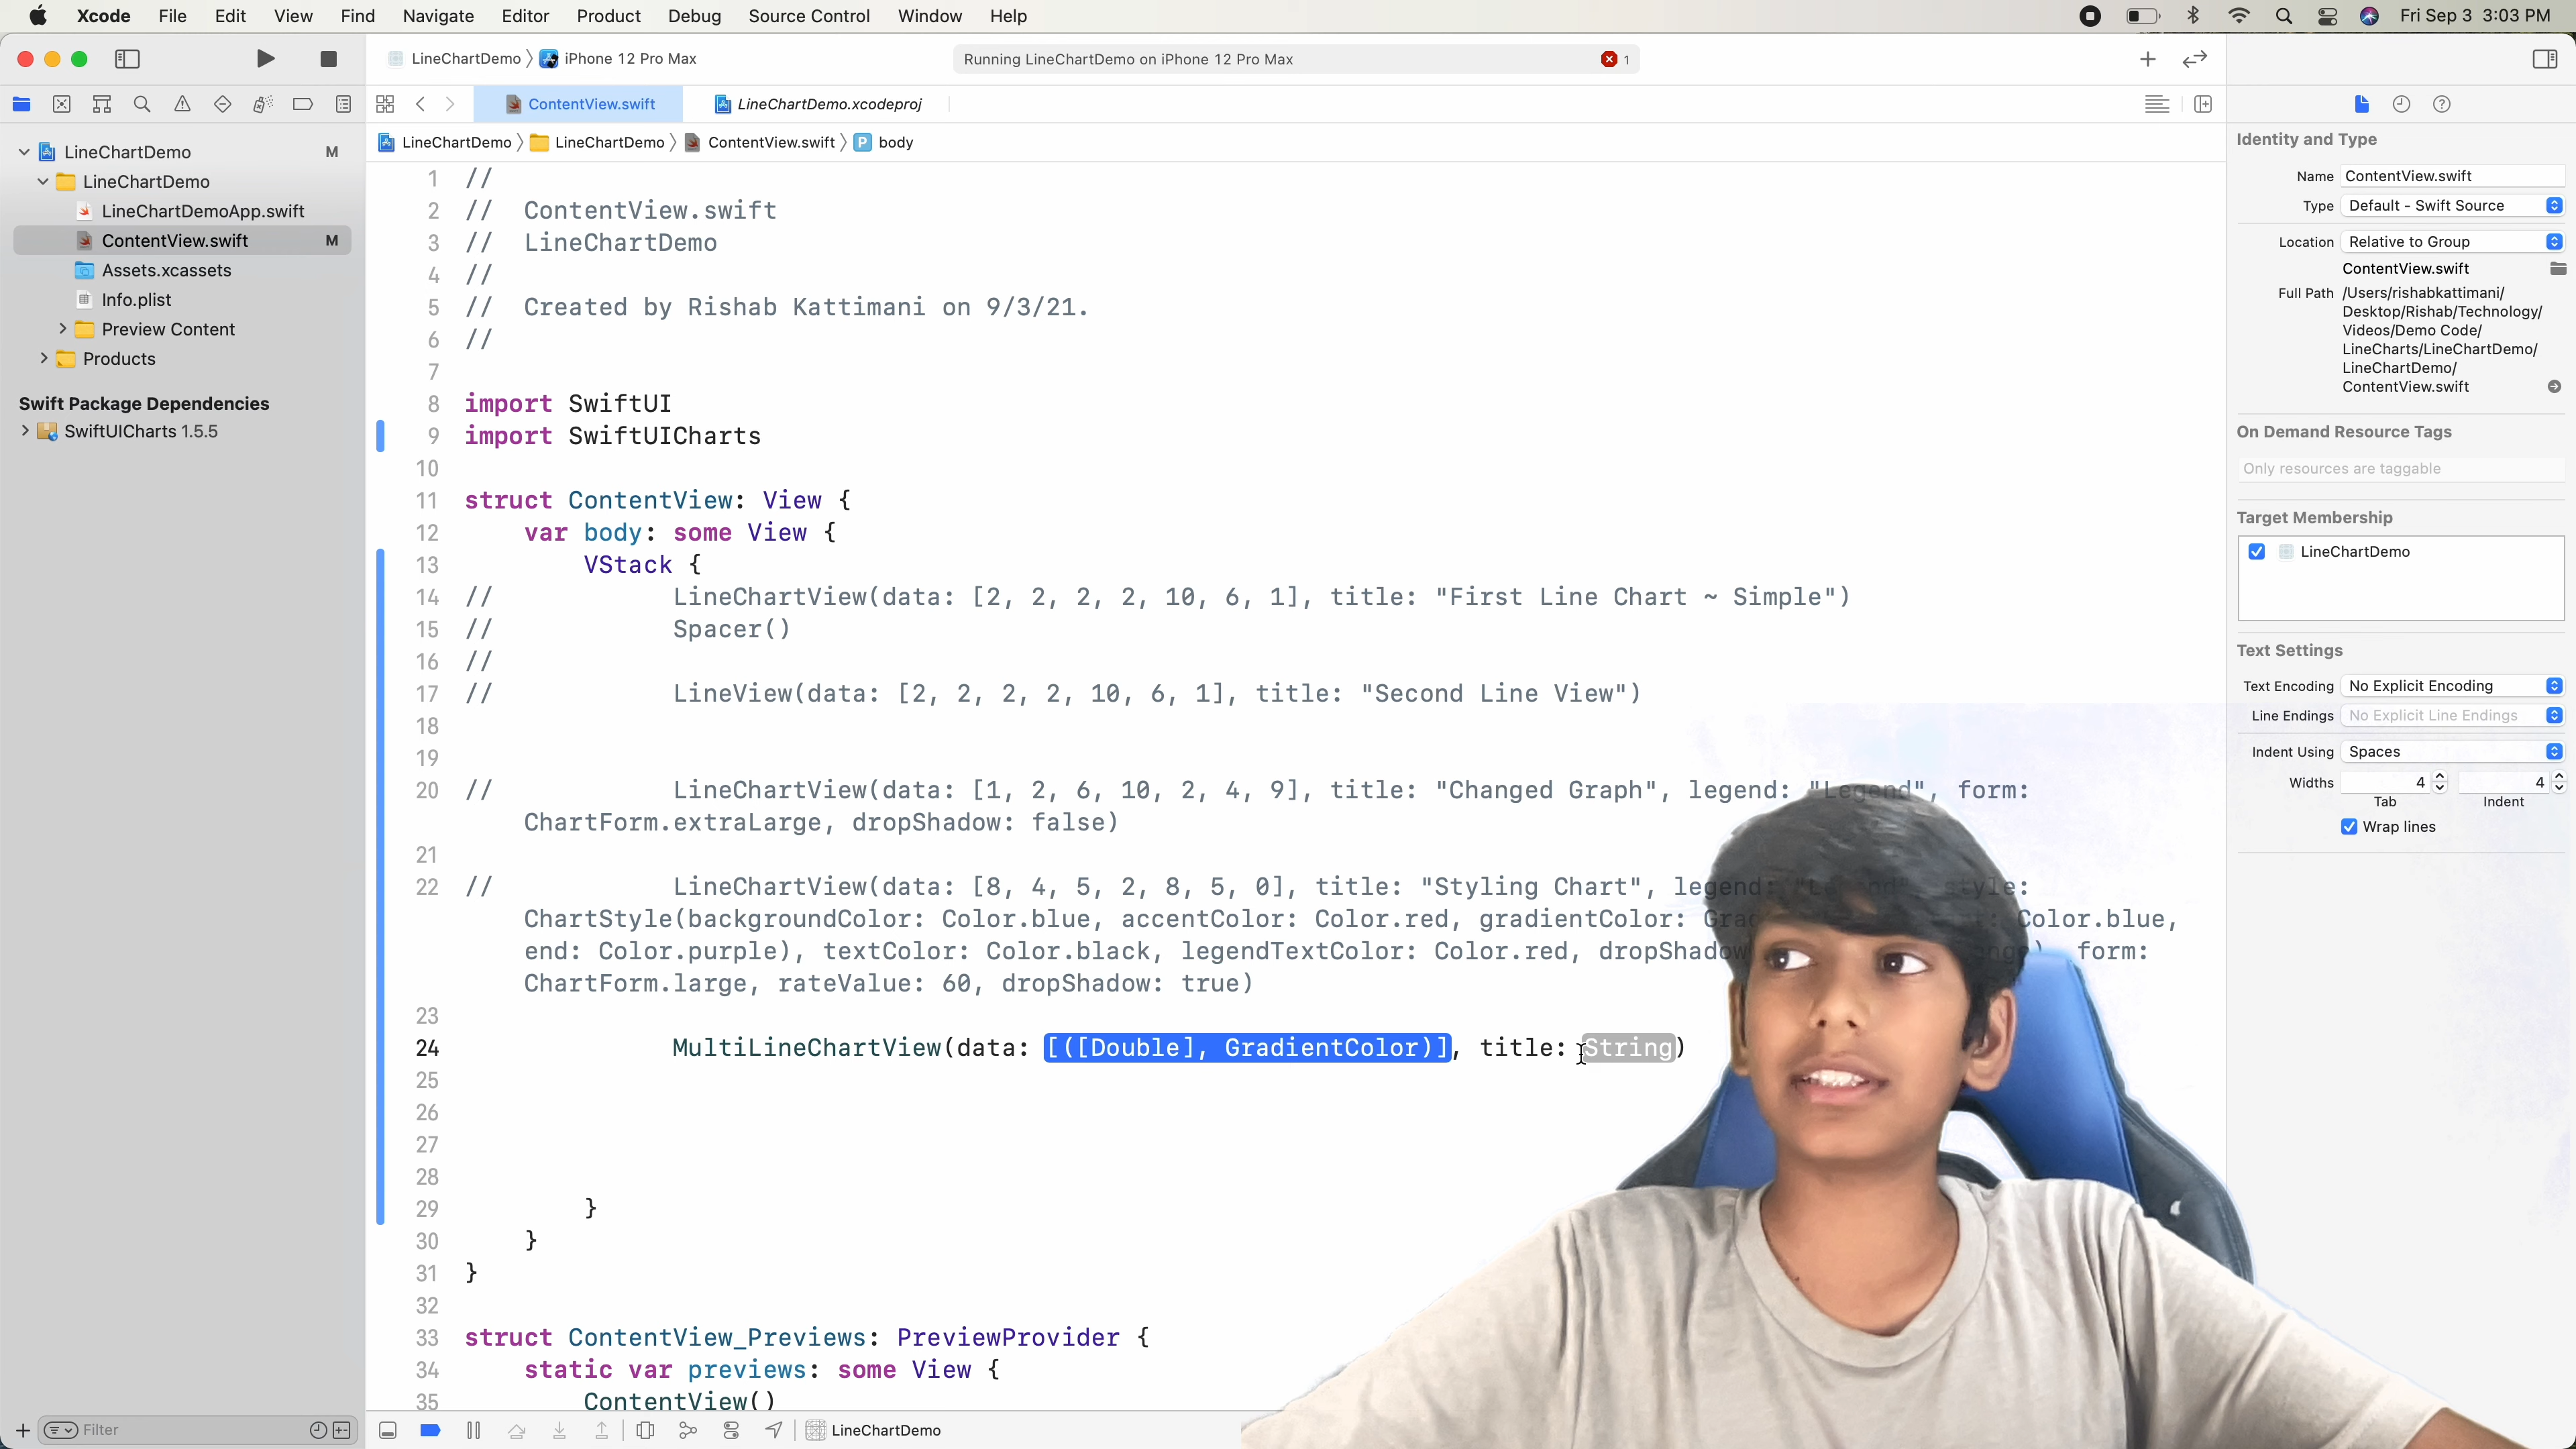 Xcode File Edit View Find Navigate Editor Product Debug Source Control Window Help Fri Sep 3 3:03 PM
LineChartDemo iPhone 12 Pro Max Running LineChartDemo on iPhone 12 Pro Max 1
ContentView.swift LineChartDemo.xcodeproj
LineChartDemo LineChartDemo ContentView.swift P body
LineChartDemo M
LineChartDemo
LineChartDemoApp.swift
ContentView.swift M
Assets.xcassets
Info.plist
Preview Content
Products
Swift Package Dependencies
SwiftUICharts 1.5.5
Filter
1 //
2 // ContentView.swift
3 // LineChartDemo
4 //
5 // Created by Rishab Kattimani on 9/3/21.
6 //
7
8 import SwiftUI
9 import SwiftUICharts
10
11 struct ContentView: View {
12 var body: some View {
13 VStack {
14 // LineChartView(data: [2, 2, 2, 2, 10, 6, 1], title: "First Line Chart ~ Simple")
15 // Spacer()
16 //
17 // LineView(data: [2, 2, 2, 2, 10, 6, 1], title: "Second Line View")
18
19
20 // LineChartView(data: [1, 2, 6, 10, 2, 4, 9], title: "Changed Graph", legend: "Legend", form:
ChartForm.extraLarge, dropShadow: false)
21
22 // LineChartView(data: [8, 4, 5, 2, 8, 5, 0], title: "Styling Chart", legend: "Legend", style:
ChartStyle(backgroundColor: Color.blue, accentColor: Color.red, gradientColor: Color.blue,
end: Color.purple), textColor: Color.black, legendTextColor: Color.red, form:
ChartForm.large, rateValue: 60, dropShadow: true)
23
24 MultiLineChartView(data: [([Double], GradientColor)], title: String)
25
26
27
28
29 }
30 }
31 }
32
33 struct ContentView_Previews: PreviewProvider {
34 static var previews: some View {
35 ContentView()
LineChartDemo
Identity and Type
Name ContentView.swift
Type Default - Swift Source
Location Relative to Group
ContentView.swift
Full Path /Users/rishabkattimani/
Desktop/Rishab/Technology/
Videos/Demo Code/
LineCharts/LineChartDemo/
LineChartDemo/
ContentView.swift
On Demand Resource Tags
Only resources are taggable
Target Membership
LineChartDemo
Text Settings
Text Encoding No Explicit Encoding
Line Endings No Explicit Line Endings
Indent Using Spaces
Widths 4 4
Tab Indent
Wrap lines